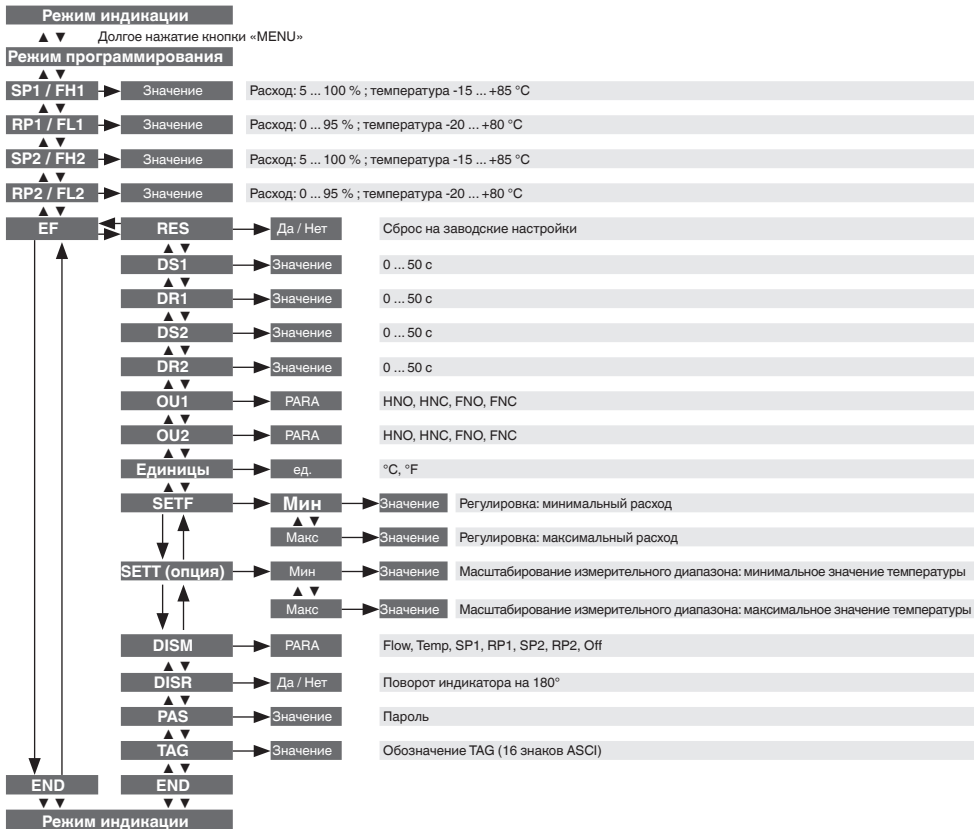 Режим индикации
Долгое нажатие кнопки «MENU»
Режим программирования
SP1 / FH1 Значение Расход: 5 ... 100 % ; температура -15 ... +85 °C
RP1 / FL1 Значение Расход: 0 ... 95 % ; температура -20 ... +80 °C
SP2 / FH2 Значение Расход: 5 ... 100 % ; температура -15 ... +85 °C
RP2 / FL2 Значение Расход: 0 ... 95 % ; температура -20 ... +80 °C
EF RES Да / Нет Сброс на заводские настройки
DS1 Значение 0 ... 50 с
DR1 Значение 0 ... 50 с
DS2 Значение 0 ... 50 с
DR2 Значение 0 ... 50 с
OU1 PARA HNO, HNC, FNO, FNC
OU2 PARA HNO, HNC, FNO, FNC
Единицы ед. °C, °F
SETF Мин Значение Регулировка: минимальный расход
Макс Значение Регулировка: максимальный расход
SETT (опция) Мин Значение Масштабирование измерительного диапазона: минимальное значение температуры
Макс Значение Масштабирование измерительного диапазона: максимальное значение температуры
DISM PARA Flow, Temp, SP1, RP1, SP2, RP2, Off
DISR Да / Нет Поворот индикатора на 180°
PAS Значение Пароль
TAG Значение Обозначение TAG (16 знаков ASCI)
END END
Режим индикации